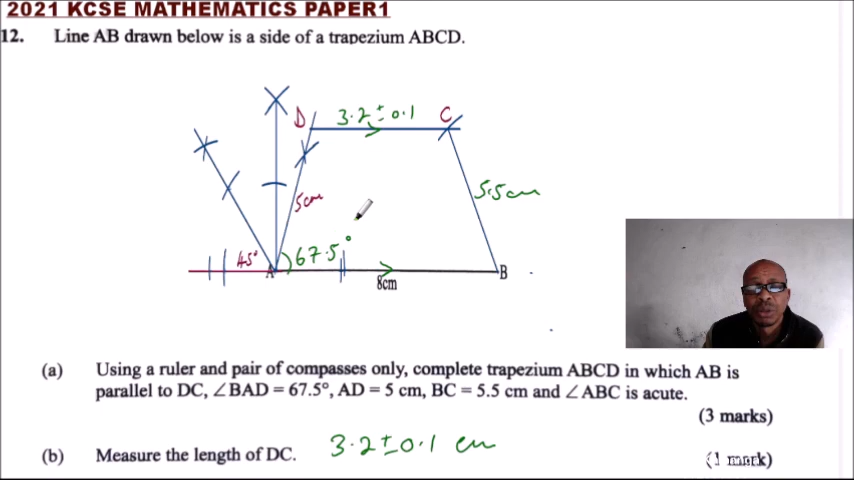 2021 KCSE MATHEMATICS PAPER1
12. Line AB drawn below is a side of a trapezium ABCD.
D 3.2 ± 0.1 C
5cm
5.5cm
45° A 67.5° B
8cm
(a) Using a ruler and pair of compasses only, complete trapezium ABCD in which AB is
parallel to DC, ∠BAD = 67.5°, AD = 5 cm, BC = 5.5 cm and ∠ABC is acute.
(3 marks)
(b) Measure the length of DC. 3.2 ± 0.1 cm
(1 mark)